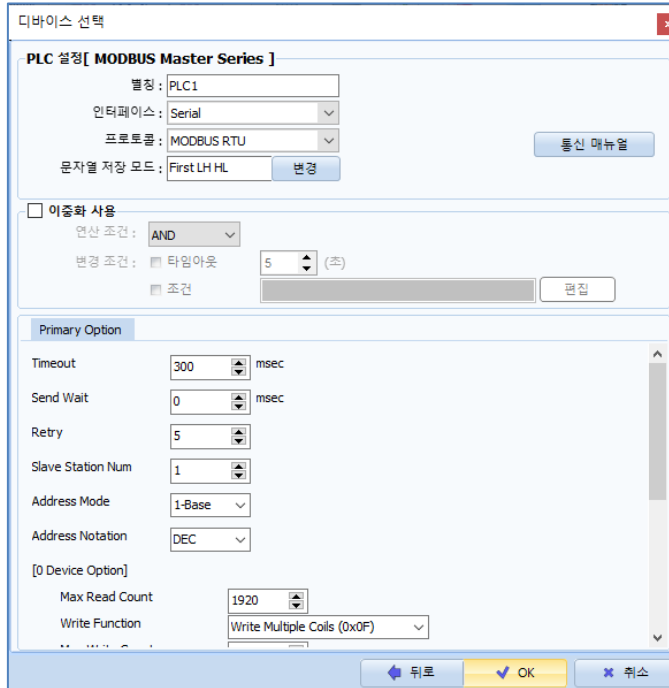 디바이스 선택
PLC 설정[ MODBUS Master Series ]
별칭 : PLC1
인터페이스 : Serial
프로토콜 : MODBUS RTU
통신 매뉴얼
문자열 저장 모드 : First LH HL 변경
이중화 사용
연산 조건 : AND
변경 조건 : 타임아웃 5 (초)
조건 편집
Primary Option
Timeout 300 msec
Send Wait 0 msec
Retry 5
Slave Station Num 1
Address Mode 1-Base
Address Notation DEC
[0 Device Option]
Max Read Count 1920
Write Function Write Multiple Coils (0x0F)
뒤로 OK 취소